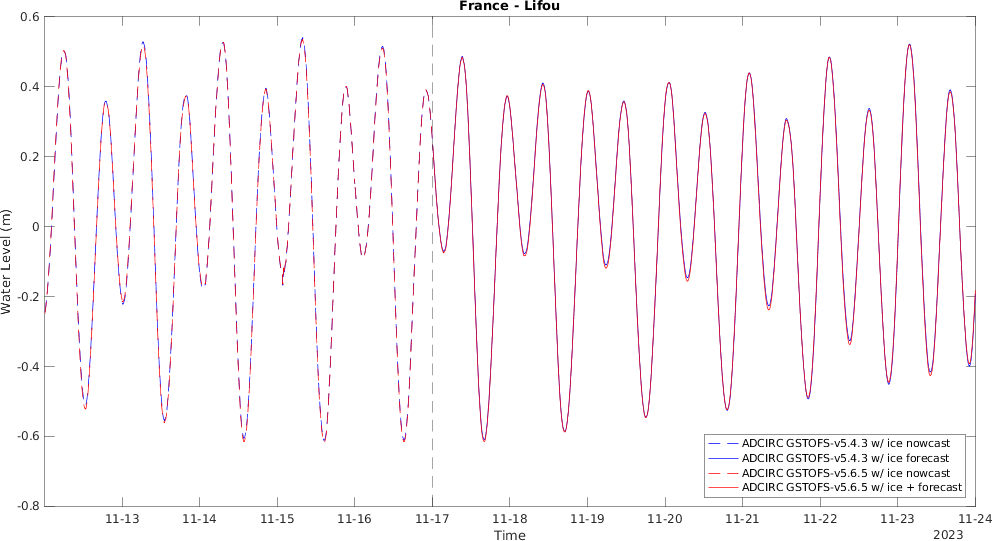 France - Lifou
0.6
0.4
0.2
0
-0.2
-0.4
-0.6
-0.8
Water Level (m)
ADCIRC GSTOFS-v5.4.3 w/ ice nowcast
ADCIRC GSTOFS-v5.4.3 w/ ice forecast
ADCIRC GSTOFS-v5.6.5 w/ ice nowcast
ADCIRC GSTOFS-v5.6.5 w/ ice + forecast
11-13 11-14 11-15 11-16 11-17 11-18 11-19 11-20 11-21 11-22 11-23 11-24
Time
2023